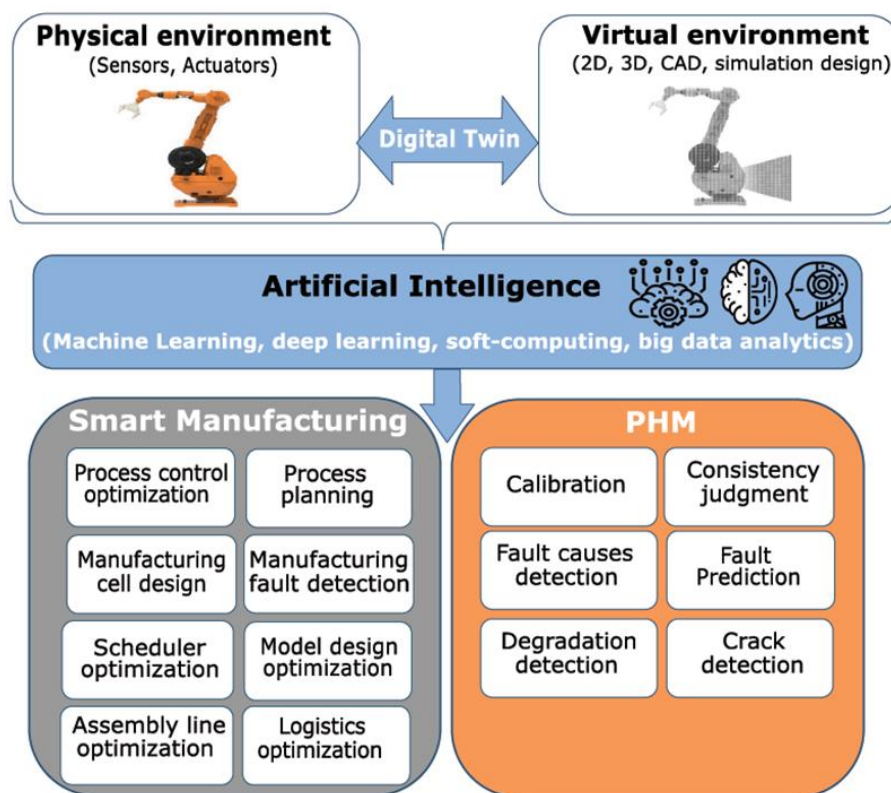 Physical environment
(Sensors, Actuators)
Virtual environment
(2D, 3D, CAD, simulation design)
Digital Twin
Artificial Intelligence
(Machine Learning, deep learning, soft-computing, big data analytics)
Smart Manufacturing
Process control
optimization
Process
planning
Manufacturing
cell design
Manufacturing
fault detection
Scheduler
optimization
Model design
optimization
Assembly line
optimization
Logistics
optimization
PHM
Calibration
Consistency
judgment
Fault causes
detection
Fault
Prediction
Degradation
detection
Crack
detection